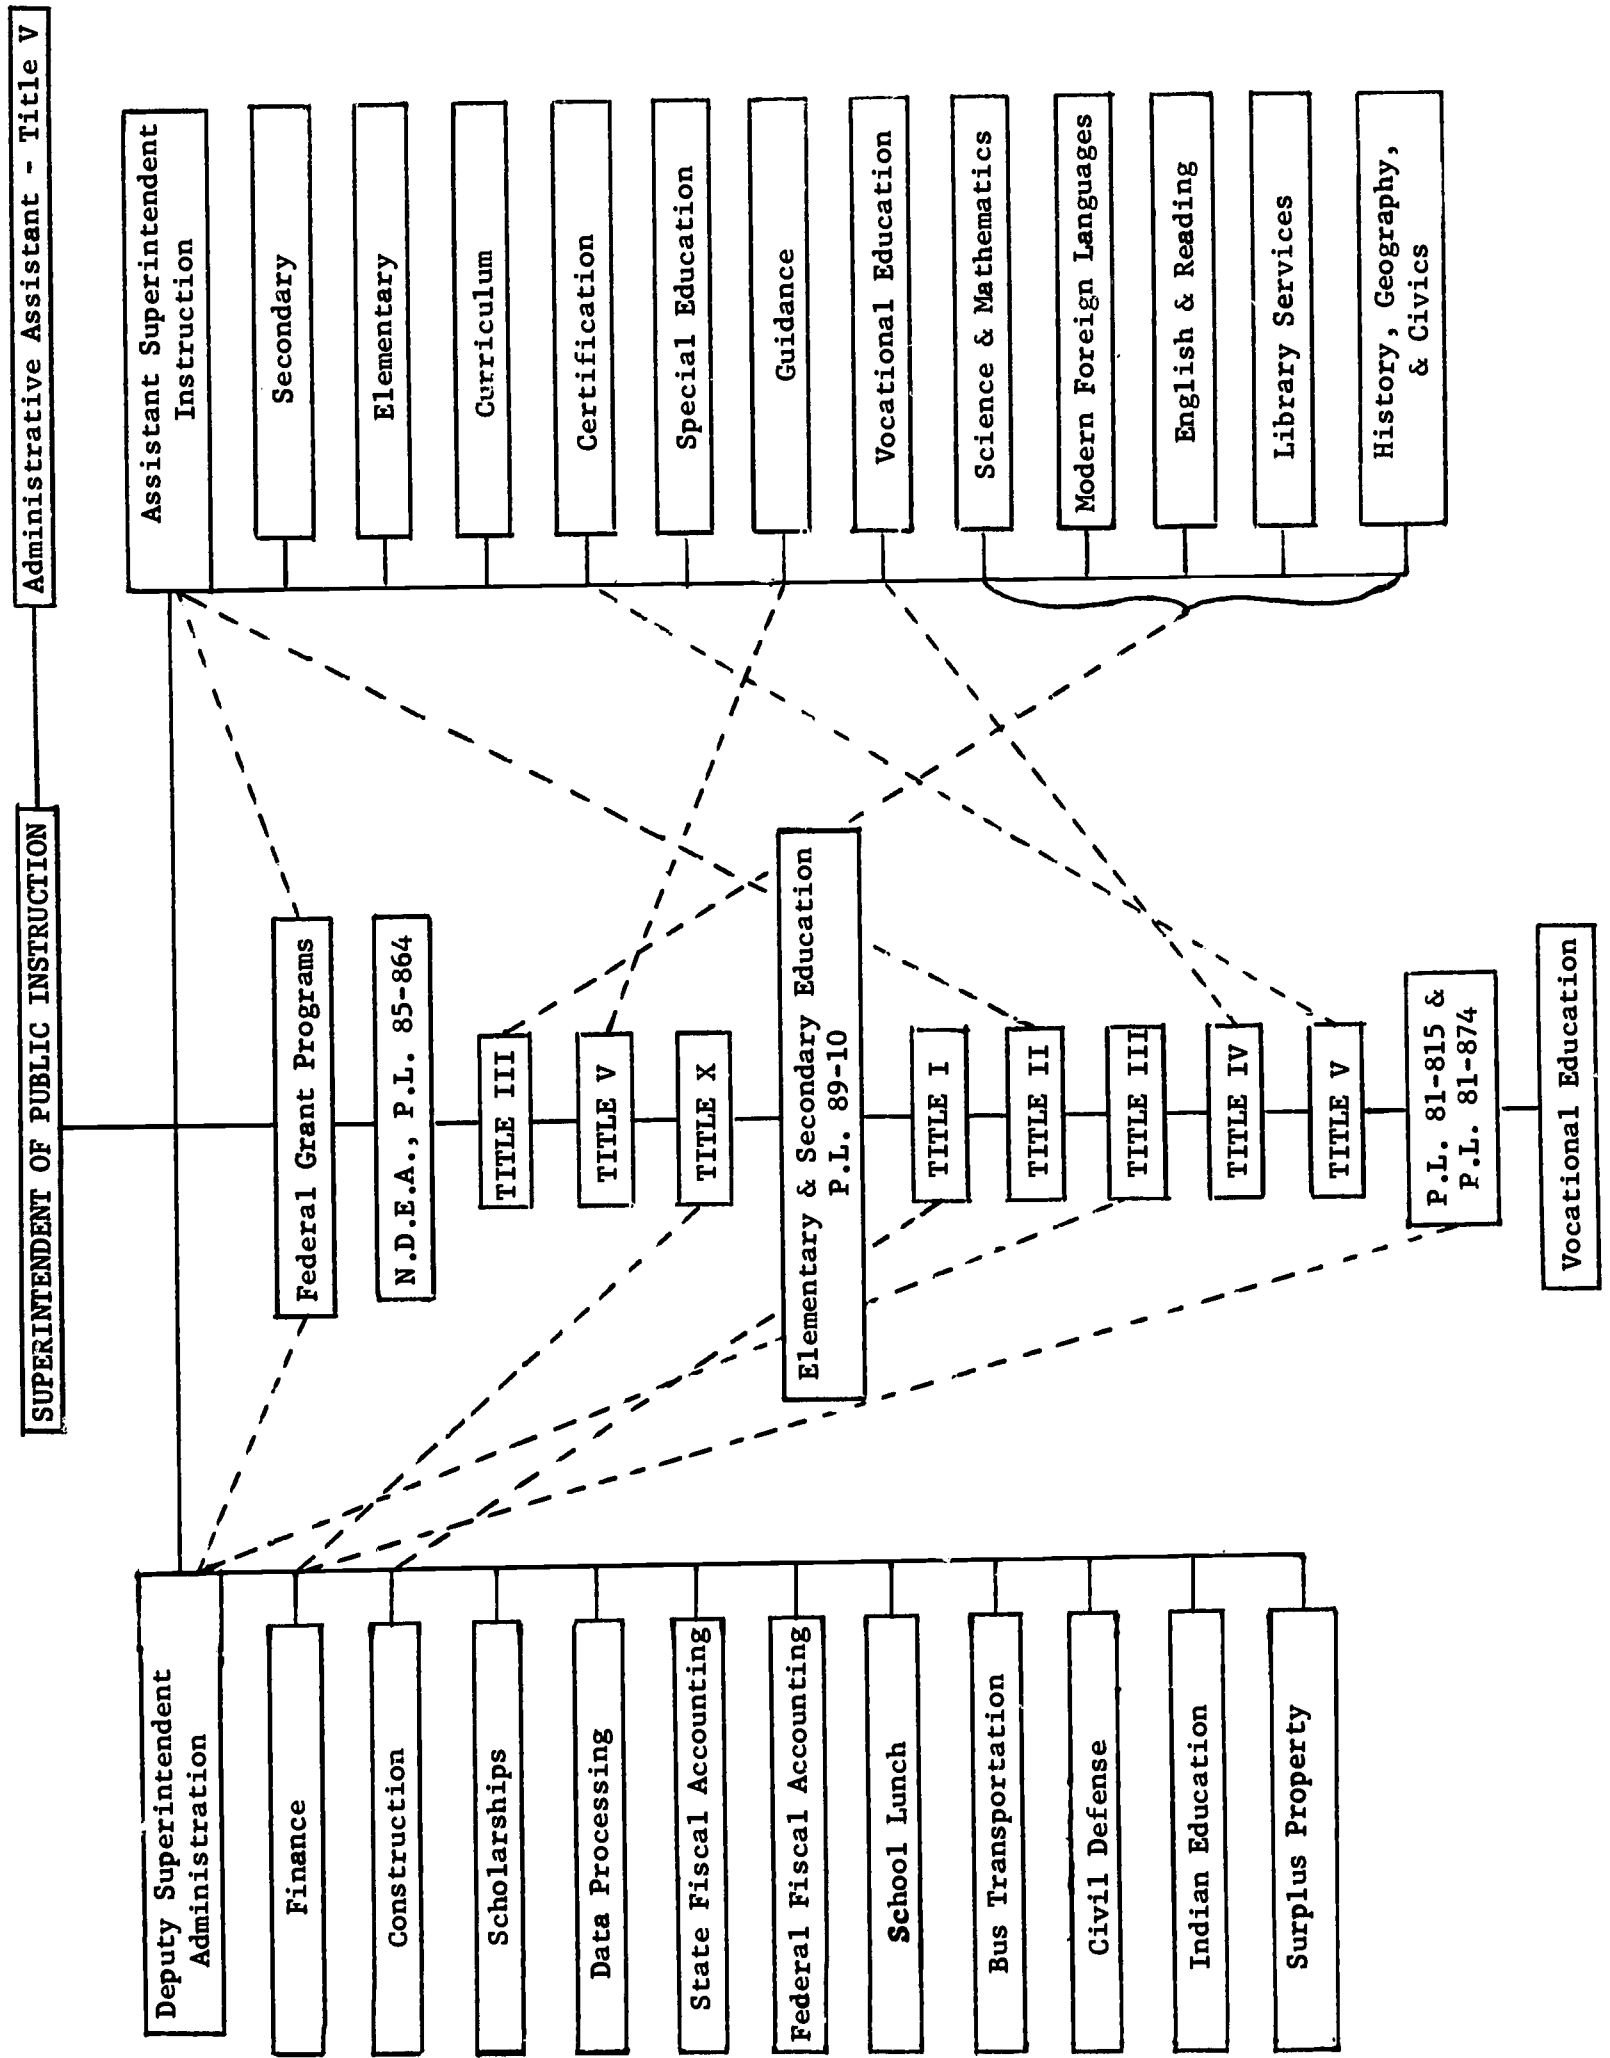 SUPERINTENDENT OF PUBLIC INSTRUCTION
Administrative Assistant - Title V
Deputy Superintendent
Administration
Finance
Construction
Scholarships
Data Processing
State Fiscal Accounting
Federal Fiscal Accounting
School Lunch
Bus Transportation
Civil Defense
Indian Education
Surplus Property
Federal Grant Programs
N.D.E.A., P.L. 85-864
TITLE III
TITLE V
TITLE X
Elementary & Secondary Education
P.L. 89-10
TITLE I
TITLE II
TITLE III
TITLE IV
TITLE V
P.L. 81-815 &
P.L. 81-874
Vocational Education
Assistant Superintendent
Instruction
Secondary
Elementary
Curriculum
Certification
Special Education
Guidance
Vocational Education
Science & Mathematics
Modern Foreign Languages
English & Reading
Library Services
History, Geography,
& Civics